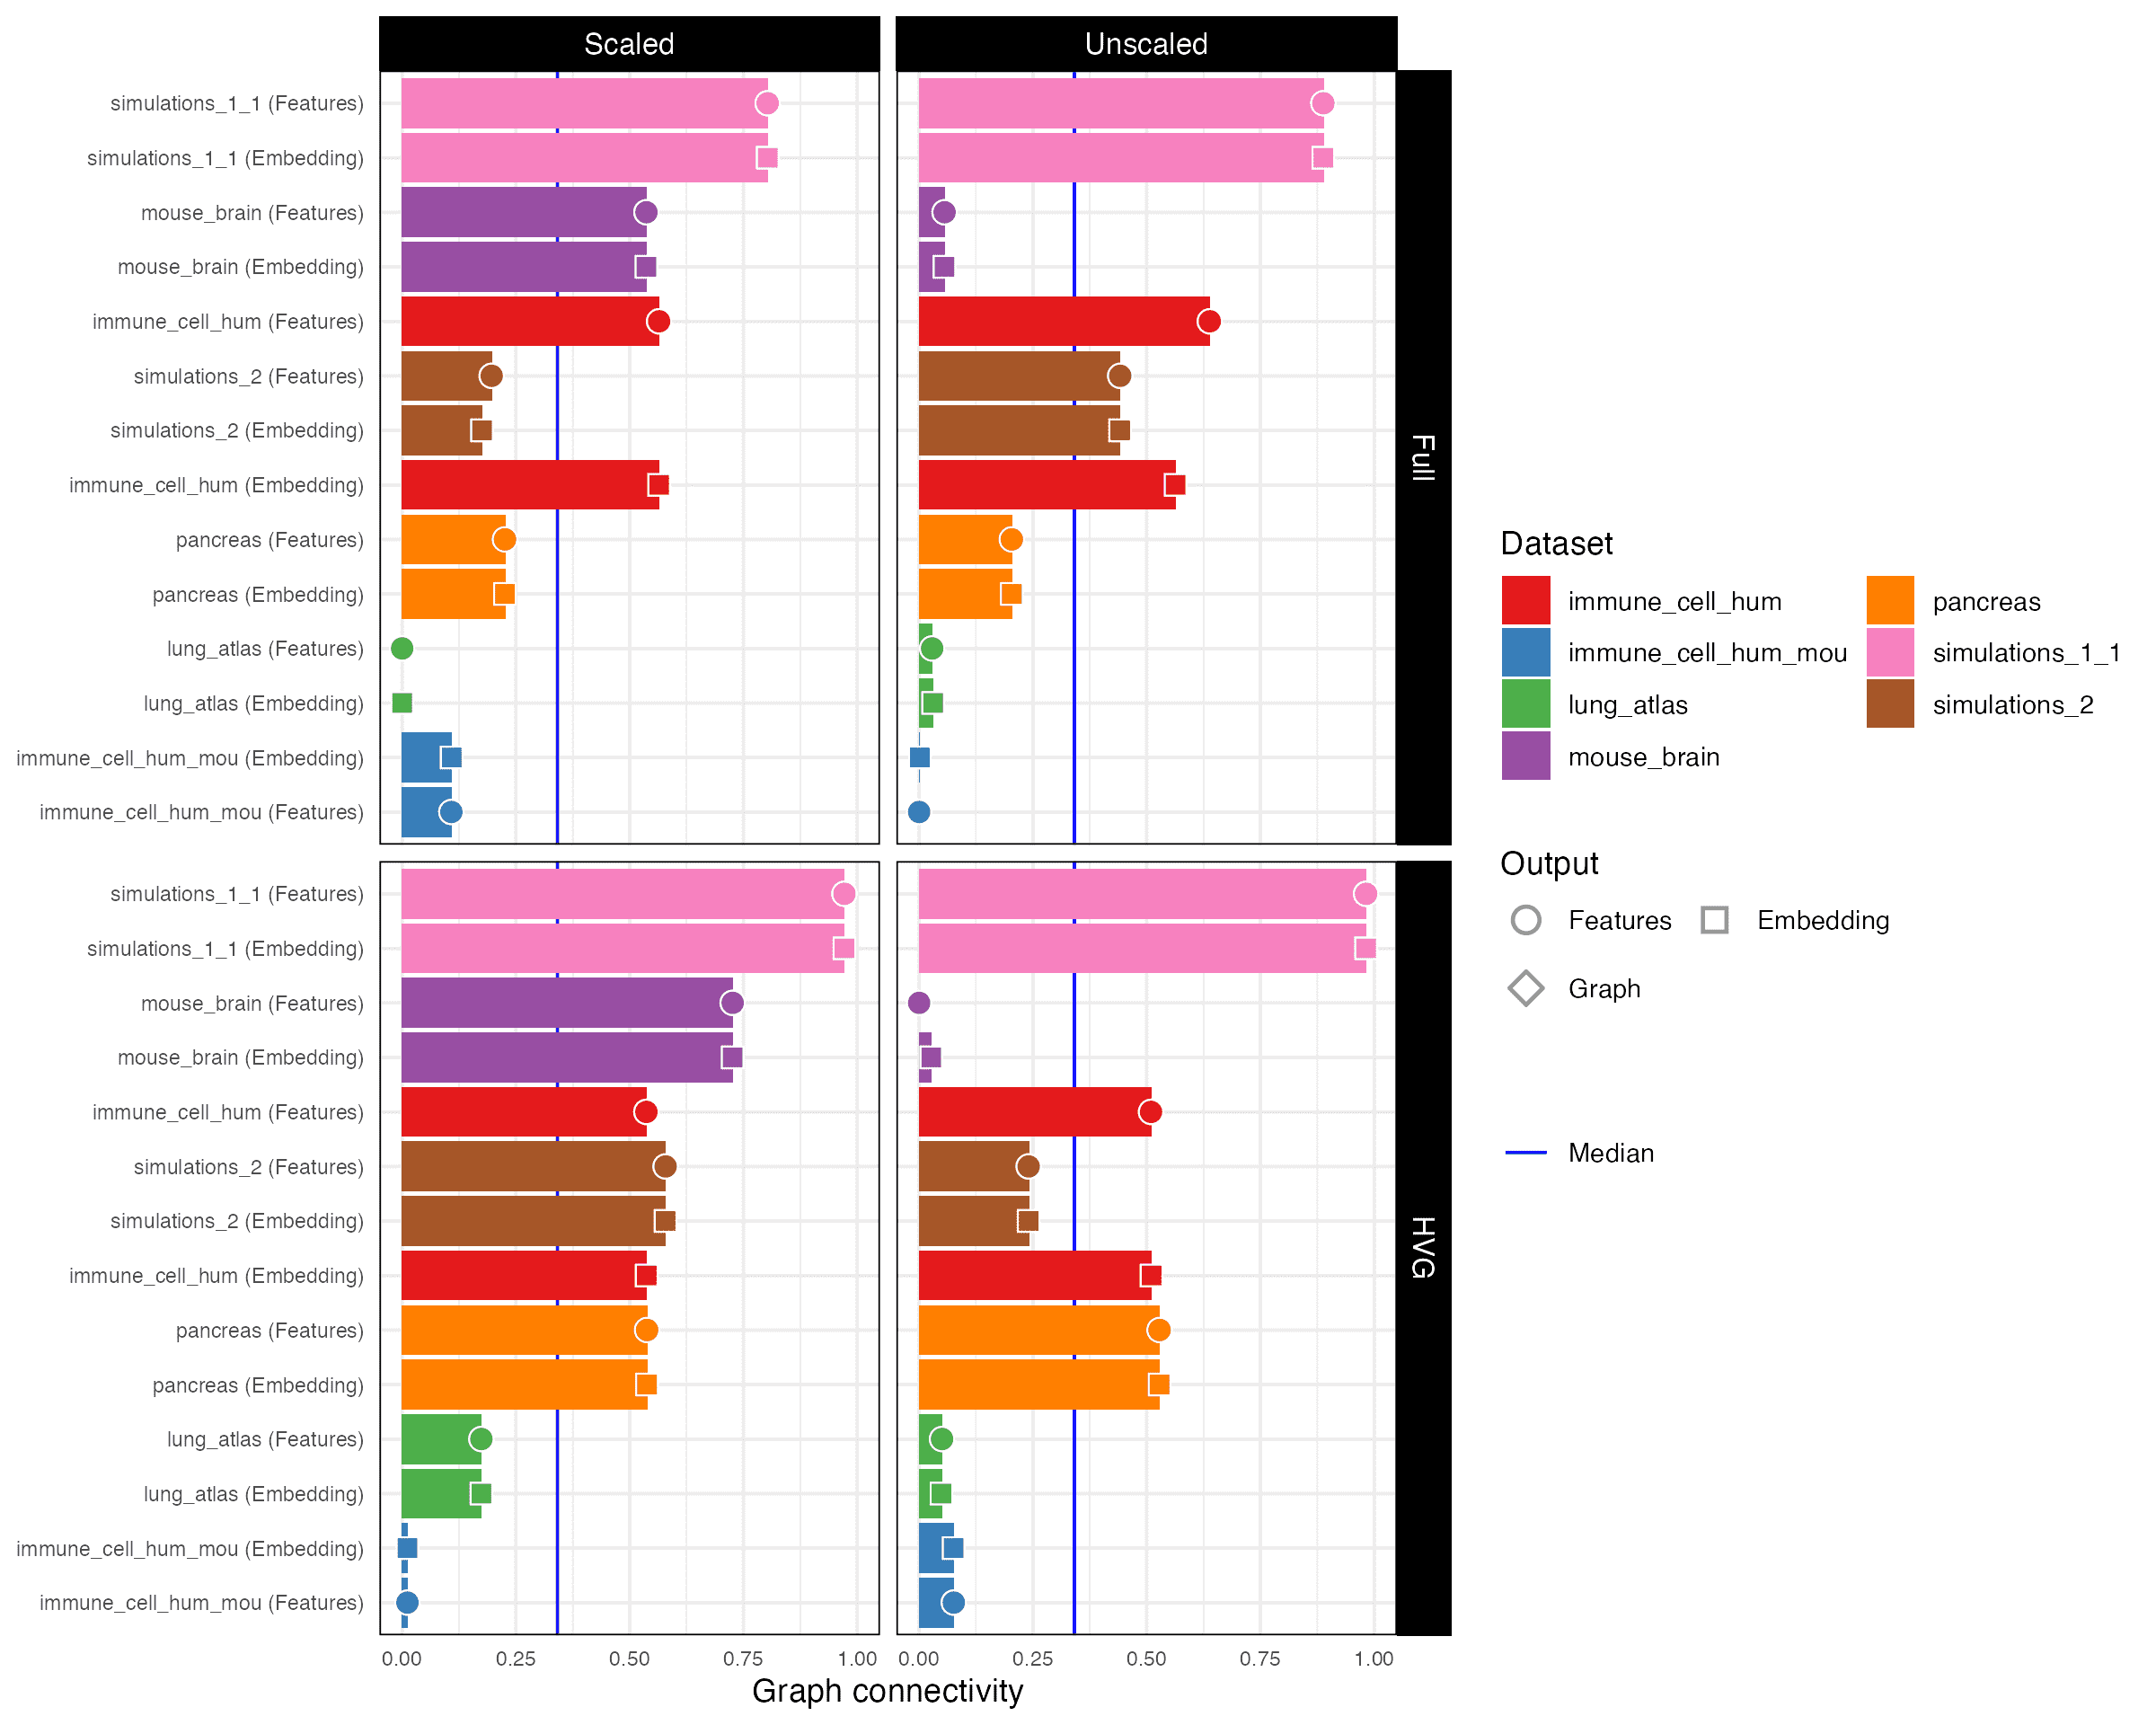 Scaled
Unscaled
simulations_1_1 (Features)
simulations_1_1 (Embedding)
mouse_brain (Features)
mouse_brain (Embedding)
immune_cell_hum (Features)
simulations_2 (Features)
simulations_2 (Embedding)
immune_cell_hum (Embedding)
pancreas (Features)
pancreas (Embedding)
lung_atlas (Features)
lung_atlas (Embedding)
immune_cell_hum_mou (Embedding)
immune_cell_hum_mou (Features)
Full
simulations_1_1 (Features)
simulations_1_1 (Embedding)
mouse_brain (Features)
mouse_brain (Embedding)
immune_cell_hum (Features)
simulations_2 (Features)
simulations_2 (Embedding)
immune_cell_hum (Embedding)
pancreas (Features)
pancreas (Embedding)
lung_atlas (Features)
lung_atlas (Embedding)
immune_cell_hum_mou (Embedding)
immune_cell_hum_mou (Features)
HVG
0.00 0.25 0.50 0.75 1.00
0.00 0.25 0.50 0.75 1.00
Graph connectivity
Dataset
immune_cell_hum
immune_cell_hum_mou
lung_atlas
mouse_brain
pancreas
simulations_1_1
simulations_2
Output
Features
Embedding
Graph
Median